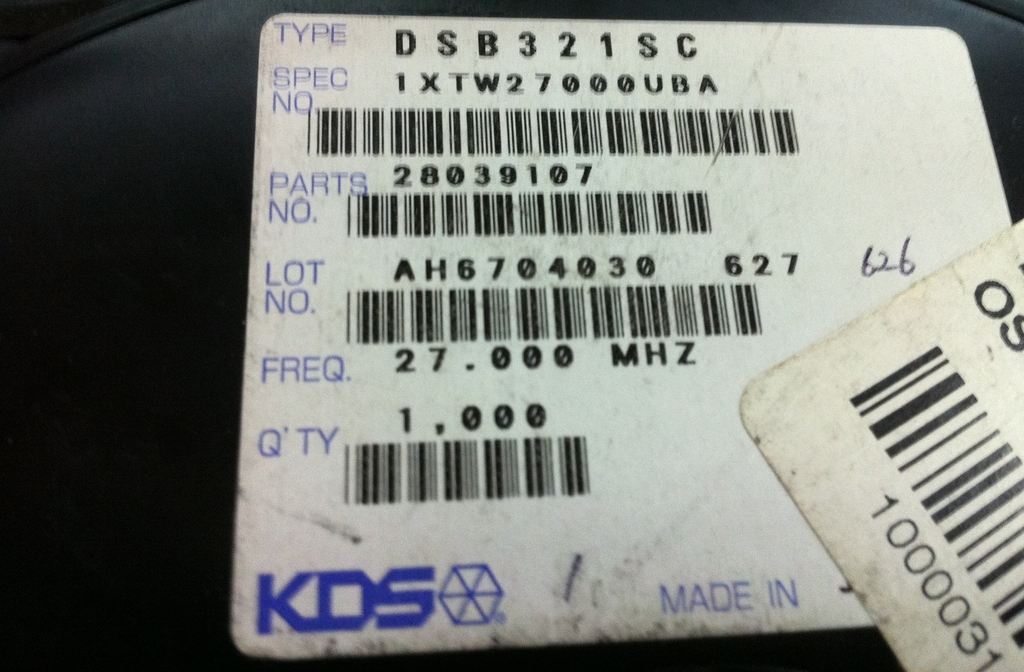 TYPE DSB321SC
SPEC NO. 1XTW27000UBA
PARTS NO. 28039107
LOT NO. AH6704030 627 626
FREQ. 27.000 MHZ
Q'TY 1,000
KDS
MADE IN
OS
1000031